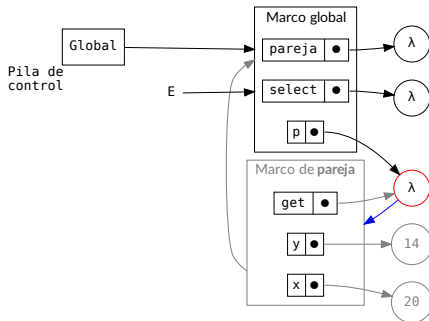 Marco global
Global
pareja
λ
Pila de
control
E
select
λ
p
Marco de pareja
λ
get
y
14
x
20